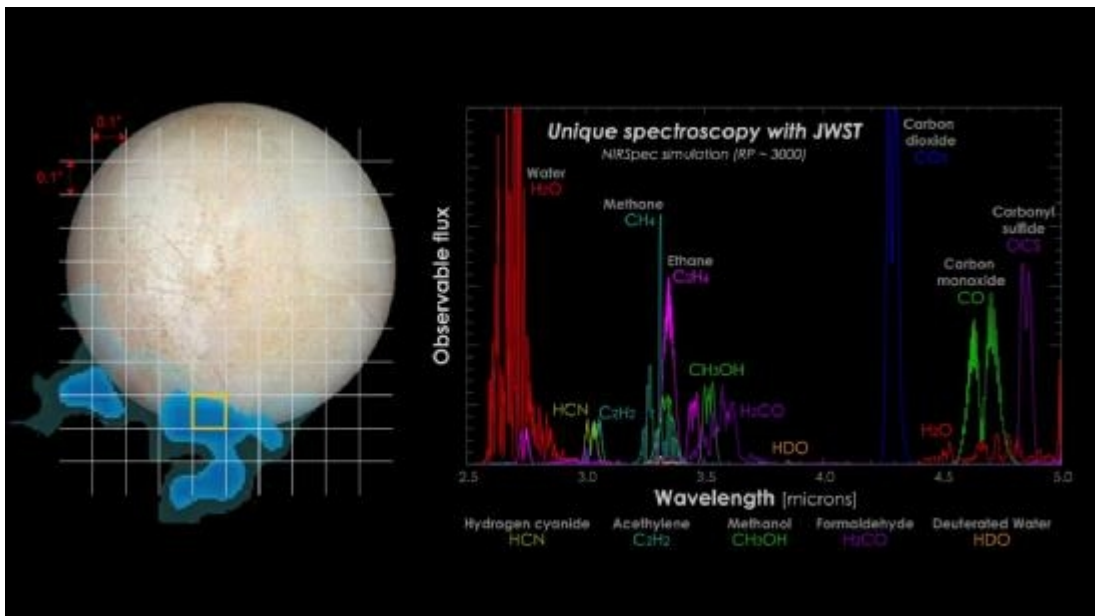 0.1"
0.1"
Unique spectroscopy with JWST
NIRSpec simulation (RP ~ 3000)
Water
H2O
Methane
CH4
Ethane
C2H6
HCN
C2H2
CH3OH
H2CO
HDO
Carbon
dioxide
CO2
H2O
Carbon
monoxide
CO
Carbonyl
sulfide
OCS
Observable flux
2.5 3.0 3.5 4.0 4.5 5.0
Wavelength [microns]
Hydrogen cyanide Acethylene Methanol Formaldehyde Deuterated Water
HCN C2H2 CH3OH H2CO HDO